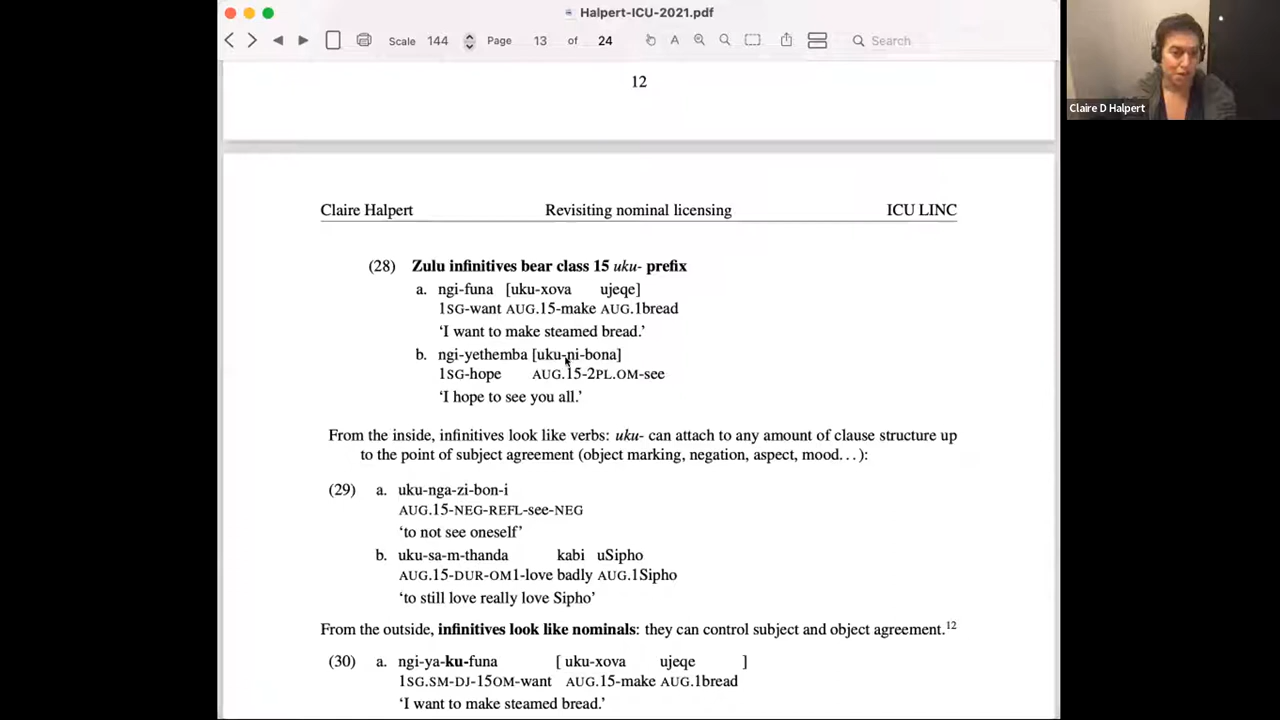 Halpert-ICU-2021.pdf
Scale 144 Page 13 of 24 A Search
Claire D Halpert
12
Claire Halpert Revisiting nominal licensing ICU LINC
(28) Zulu infinitives bear class 15 uku- prefix
a. ngi-funa [uku-xova ujeqe]
1SG-want AUG.15-make AUG.1bread
‘I want to make steamed bread.’
b. ngi-yethemba [uku-ni-bona]
1SG-hope AUG.15-2PL.OM-see
‘I hope to see you all.’
From the inside, infinitives look like verbs: uku- can attach to any amount of clause structure up
to the point of subject agreement (object marking, negation, aspect, mood…):
(29) a. uku-nga-zi-bon-i
AUG.15-NEG-REFL-see-NEG
‘to not see oneself’
b. uku-sa-m-thanda kabi uSipho
AUG.15-DUR-OM1-love badly AUG.1Sipho
‘to still love really love Sipho’
From the outside, infinitives look like nominals: they can control subject and object agreement.12
(30) a. ngi-ya-ku-funa [ uku-xova ujeqe ]
1SG.SM-DJ-15OM-want AUG.15-make AUG.1bread
‘I want to make steamed bread.’